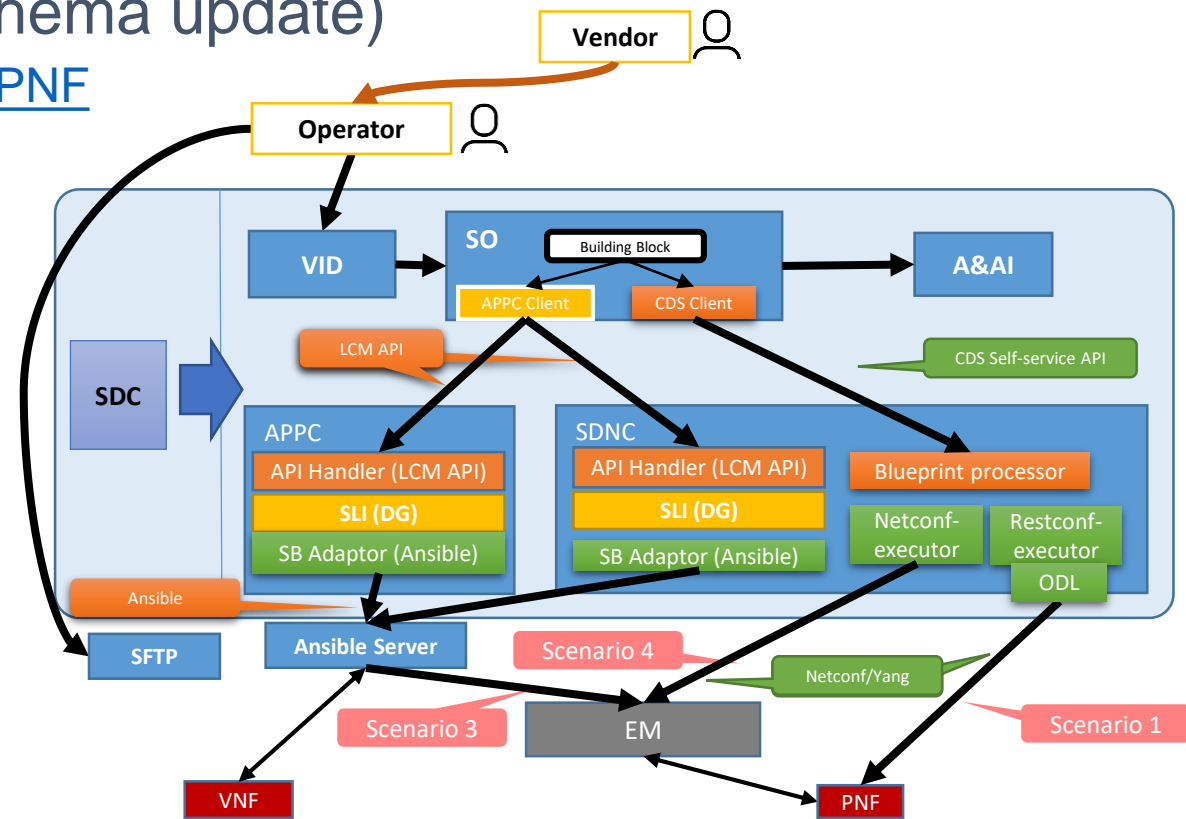 nema update)
PNF
Vendor
Operator
VID
SO
Building Block
APPC Client
CDS Client
A&AI
LCM API
CDS Self-service API
SDC
APPC
API Handler (LCM API)
SLI (DG)
SB Adaptor (Ansible)
SDNC
API Handler (LCM API)
SLI (DG)
SB Adaptor (Ansible)
Blueprint processor
Netconf-
executor
Restconf-
executor
ODL
Ansible
SFTP
Ansible Server
Scenario 4
Netconf/Yang
Scenario 3
EM
Scenario 1
VNF
PNF